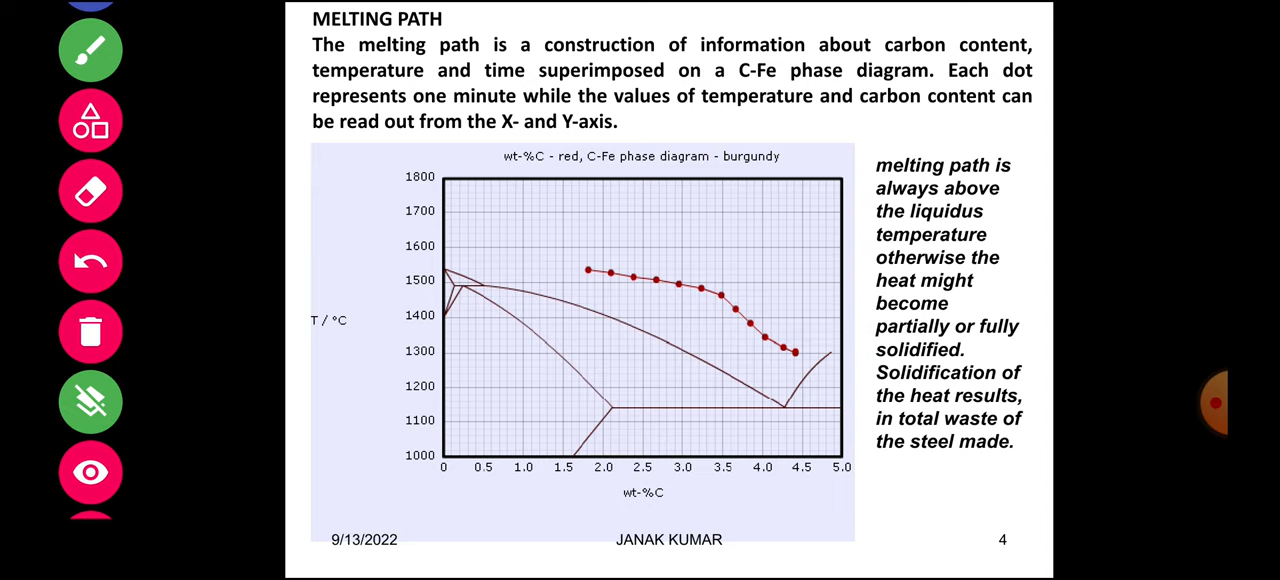 MELTING PATH
The melting path is a construction of information about carbon content,
temperature and time superimposed on a C-Fe phase diagram. Each dot
represents one minute while the values of temperature and carbon content can
be read out from the X- and Y-axis.
wt-%C - red, C-Fe phase diagram - burgundy
1800
1700
1600
1500
T / °C
1400
1300
1200
1100
1000
0 0.5 1.0 1.5 2.0 2.5 3.0 3.5 4.0 4.5 5.0
wt-%C
melting path is
always above
the liquidus
temperature
otherwise the
heat might
become
partially or fully
solidified.
Solidification of
the heat results,
in total waste of
the steel made.
9/13/2022 JANAK KUMAR 4